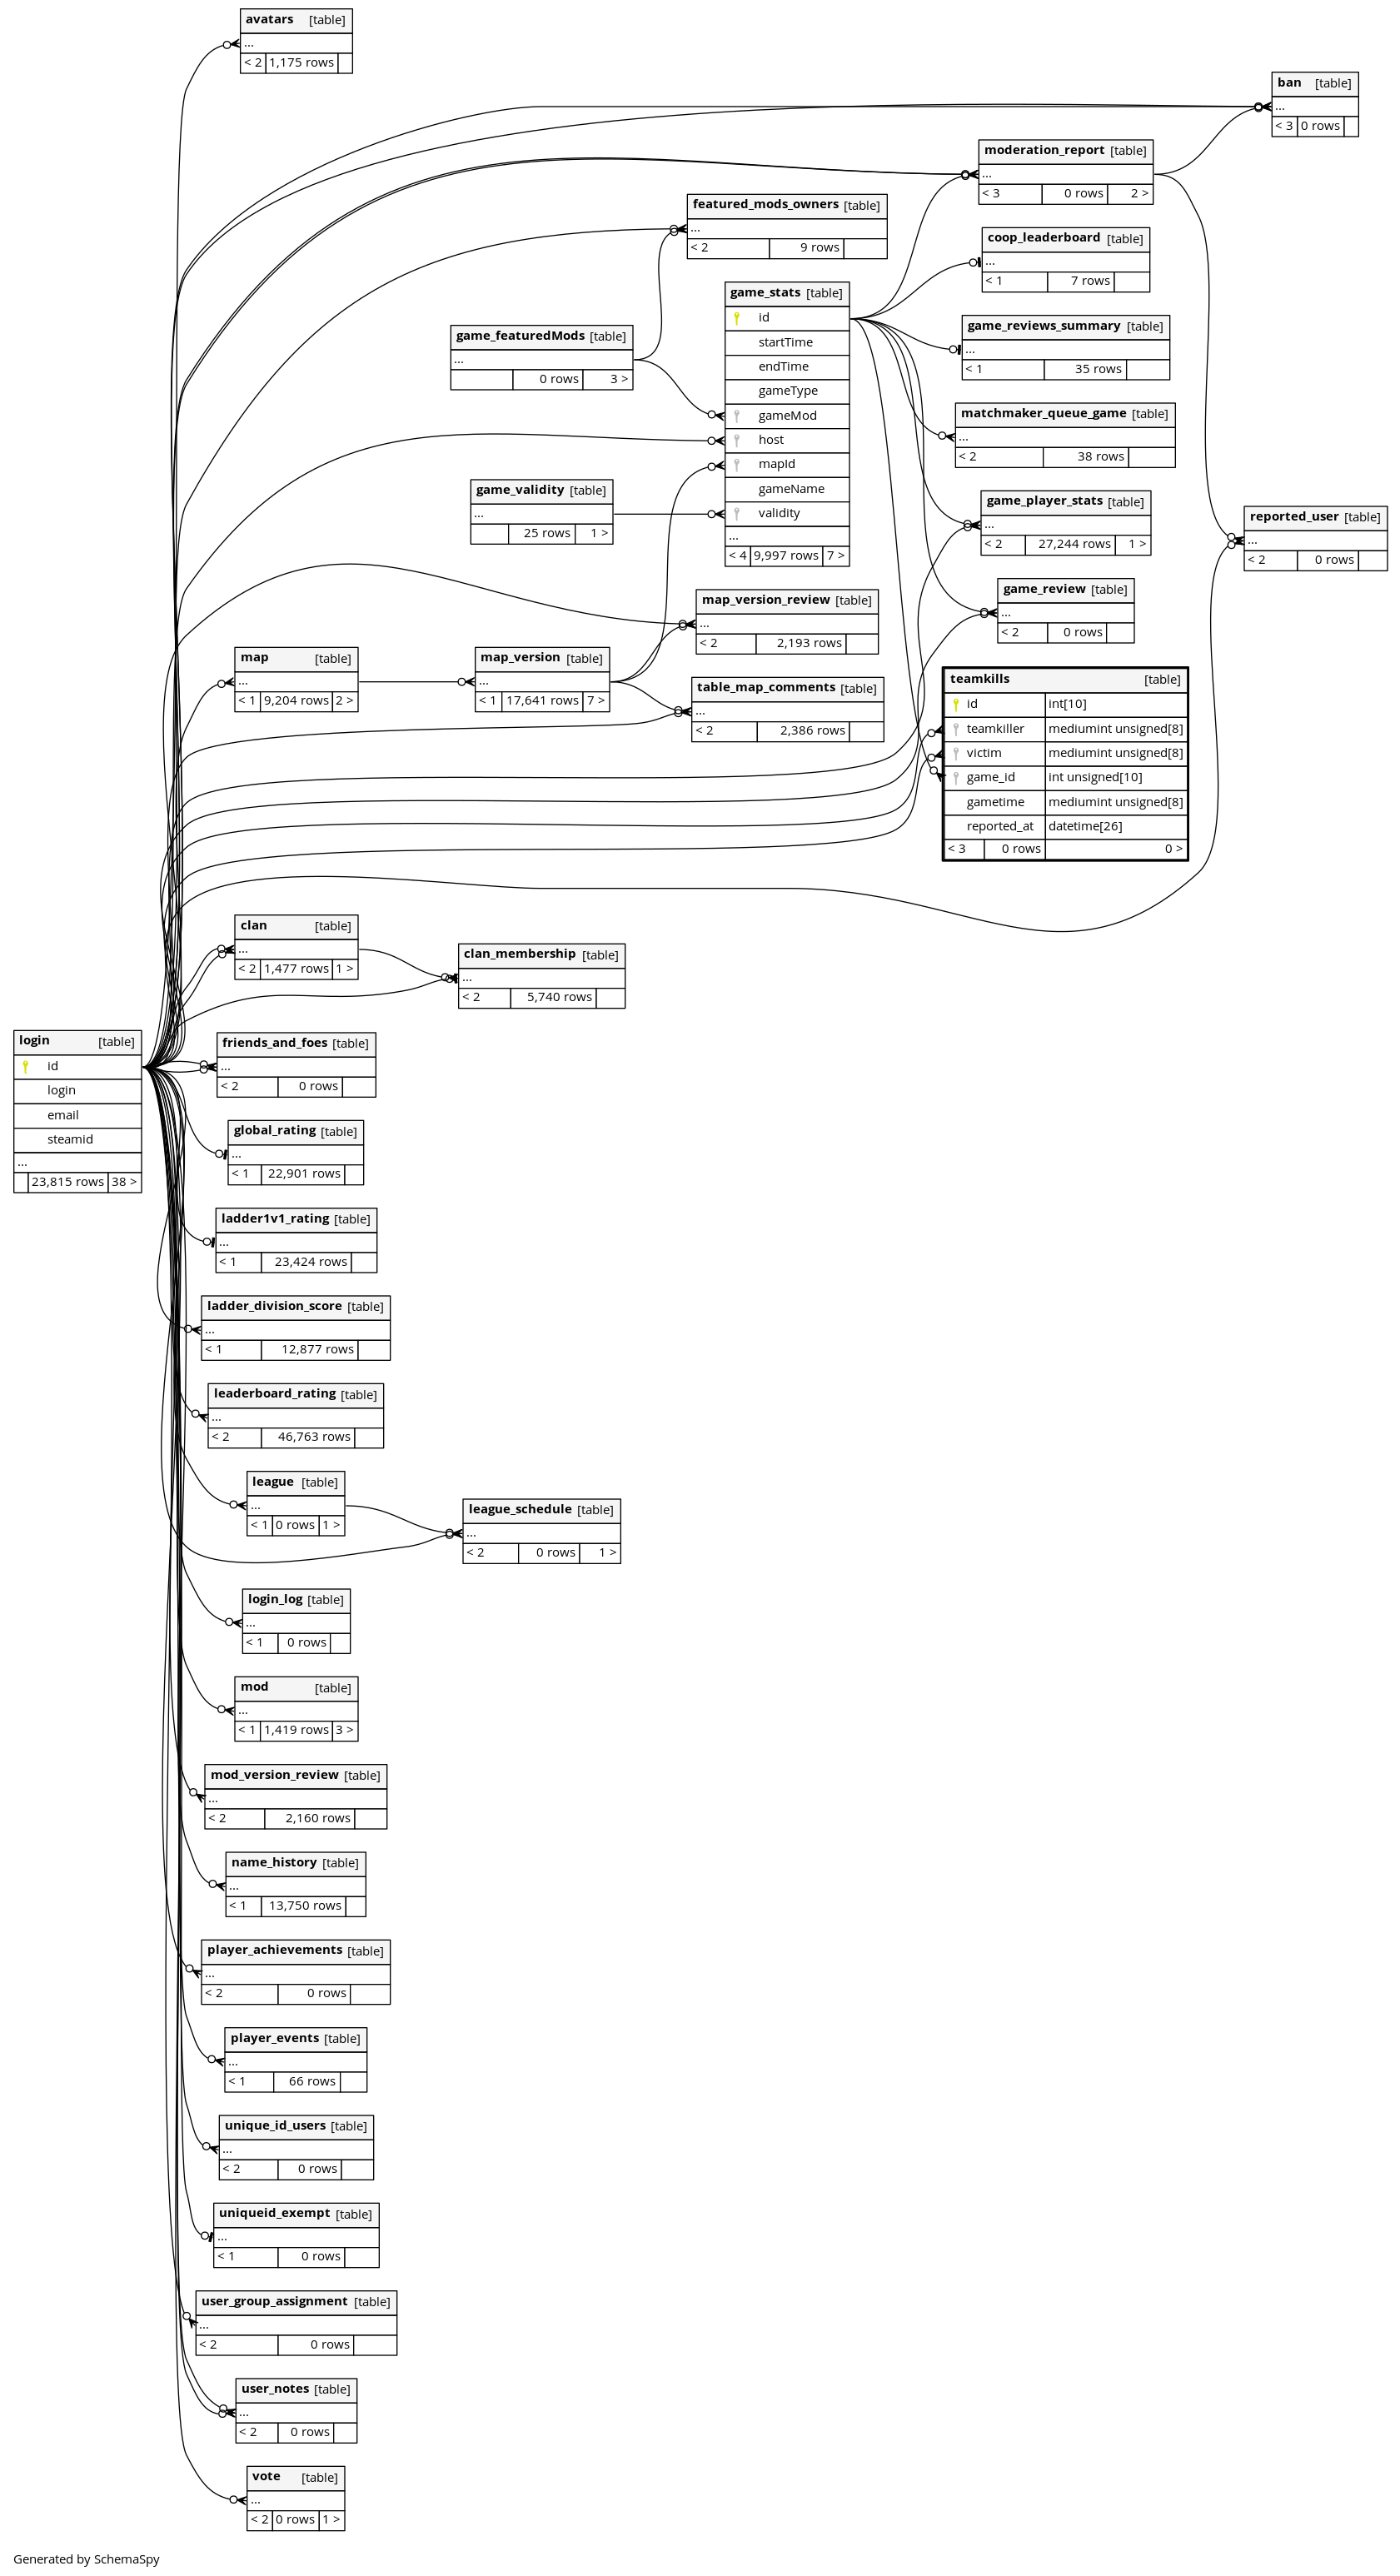 avatars [table]
...
< 2 1,175 rows
ban [table]
...
< 3 0 rows
moderation_report [table]
...
< 3 0 rows 2 >
featured_mods_owners [table]
...
< 2 9 rows
coop_leaderboard [table]
...
< 1 7 rows
game_stats [table]
id
startTime
endTime
gameType
gameMod
host
mapId
gameName
validity
...
< 4 9,997 rows 7 >
game_reviews_summary [table]
...
< 1 35 rows
game_featuredMods [table]
...
0 rows 3 >
matchmaker_queue_game [table]
...
< 2 38 rows
game_validity [table]
...
25 rows 1 >
game_player_stats [table]
...
< 2 27,244 rows 1 >
reported_user [table]
...
< 2 0 rows
game_review [table]
...
< 2 0 rows
map_version_review [table]
...
< 2 2,193 rows
map [table]
...
< 1 9,204 rows 2 >
map_version [table]
...
< 1 17,641 rows 7 >
table_map_comments [table]
...
< 2 2,386 rows
teamkills [table]
id int[10]
teamkiller mediumint unsigned[8]
victim mediumint unsigned[8]
game_id int unsigned[10]
gametime mediumint unsigned[8]
reported_at datetime[26]
< 3 0 rows 0 >
clan [table]
...
< 2 1,477 rows 1 >
clan_membership [table]
...
< 2 5,740 rows
login [table]
id
login
email
steamid
...
23,815 rows 38 >
friends_and_foes [table]
...
< 2 0 rows
global_rating [table]
...
< 1 22,901 rows
ladder1v1_rating [table]
...
< 1 23,424 rows
ladder_division_score [table]
...
< 1 12,877 rows
leaderboard_rating [table]
...
< 2 46,763 rows
league [table]
...
< 1 0 rows 1 >
league_schedule [table]
...
< 2 0 rows 1 >
login_log [table]
...
< 1 0 rows
mod [table]
...
< 1 1,419 rows 3 >
mod_version_review [table]
...
< 2 2,160 rows
name_history [table]
...
< 1 13,750 rows
player_achievements [table]
...
< 2 0 rows
player_events [table]
...
< 1 66 rows
unique_id_users [table]
...
< 2 0 rows
uniqueid_exempt [table]
...
< 1 0 rows
user_group_assignment [table]
...
< 2 0 rows
user_notes [table]
...
< 2 0 rows
vote [table]
...
< 2 0 rows 1 >
Generated by SchemaSpy